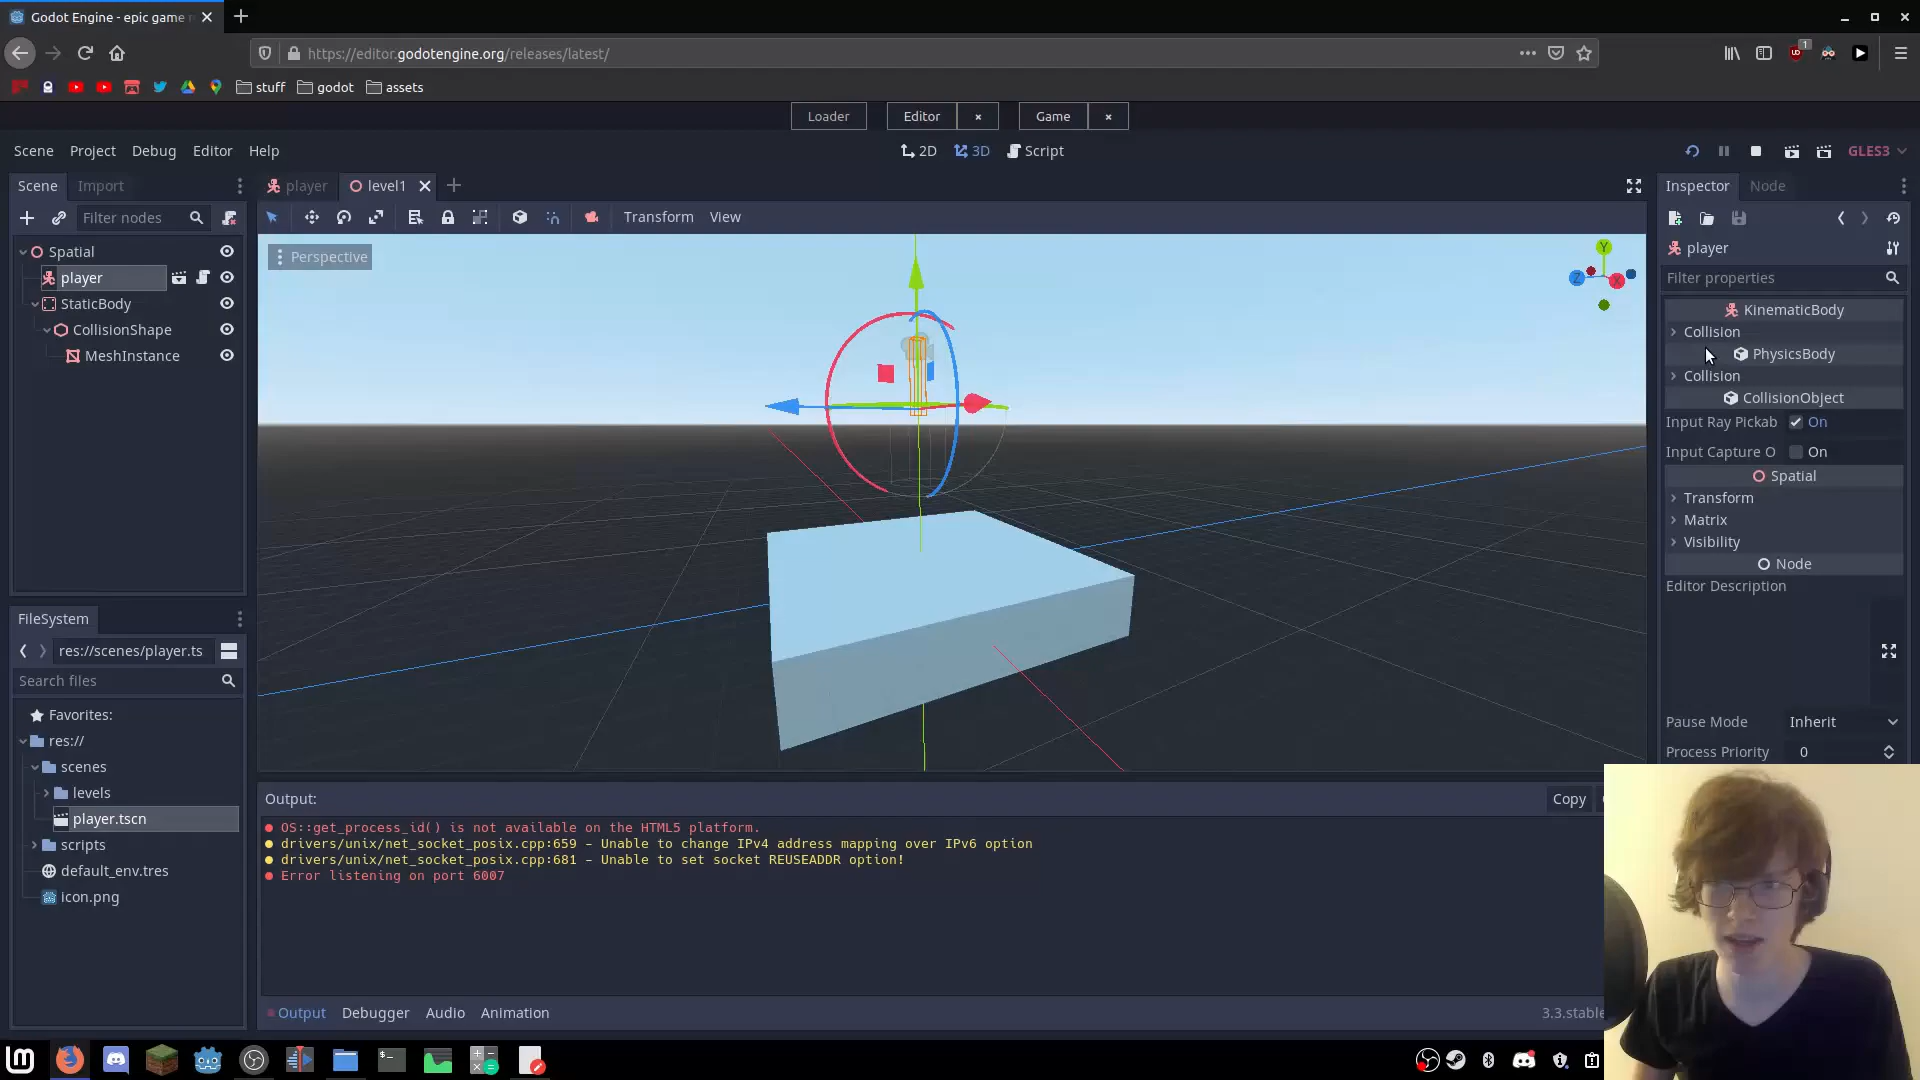 Godot Engine - epic game
https://editor.godotengine.org/releases/latest/
1
stuff
godot
assets
Loader
Editor
×
Game
×
Scene
Project
Debug
Editor
Help
2D
3D
Script
GLES3
Scene
Import
player
level1
Inspector
Node
Filter nodes
Transform
View
Spatial
player
StaticBody
CollisionShape
MeshInstance
Perspective
Y
Z
X
player
Filter properties
KinematicBody
Collision
PhysicsBody
Collision
CollisionObject
Input Ray Pickab
On
Input Capture O
On
Spatial
Transform
Matrix
Visibility
Node
Editor Description
Pause Mode
Inherit
Process Priority
0
FileSystem
res://scenes/player.ts
Search files
Favorites:
res://
scenes
levels
player.tscn
scripts
default_env.tres
icon.png
Output:
Copy
OS::get_process_id() is not available on the HTML5 platform.
drivers/unix/net_socket_posix.cpp:659 - Unable to change IPv4 address mapping over IPv6 option
drivers/unix/net_socket_posix.cpp:681 - Unable to set socket REUSEADDR option!
Error listening on port 6007
Output
Debugger
Audio
Animation
3.3.stable